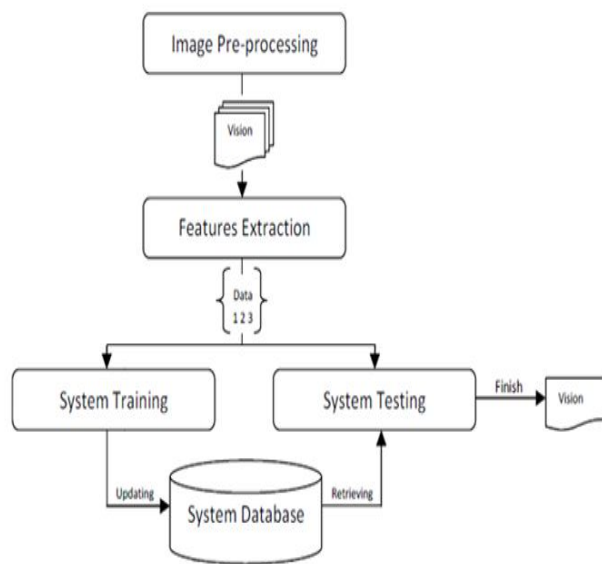 Image Pre-processing
Vision
Features Extraction
Data
1 2 3
System Training
System Testing
Finish
Vision
Updating
System Database
Retrieving